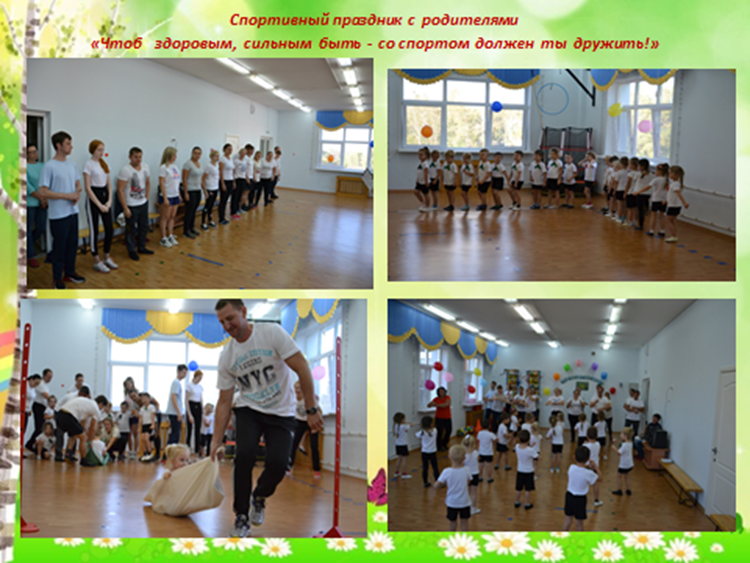 Спортивный праздник с родителями
«Чтоб здоровым, сильным быть - со спортом должен ты дружить!»
NYC